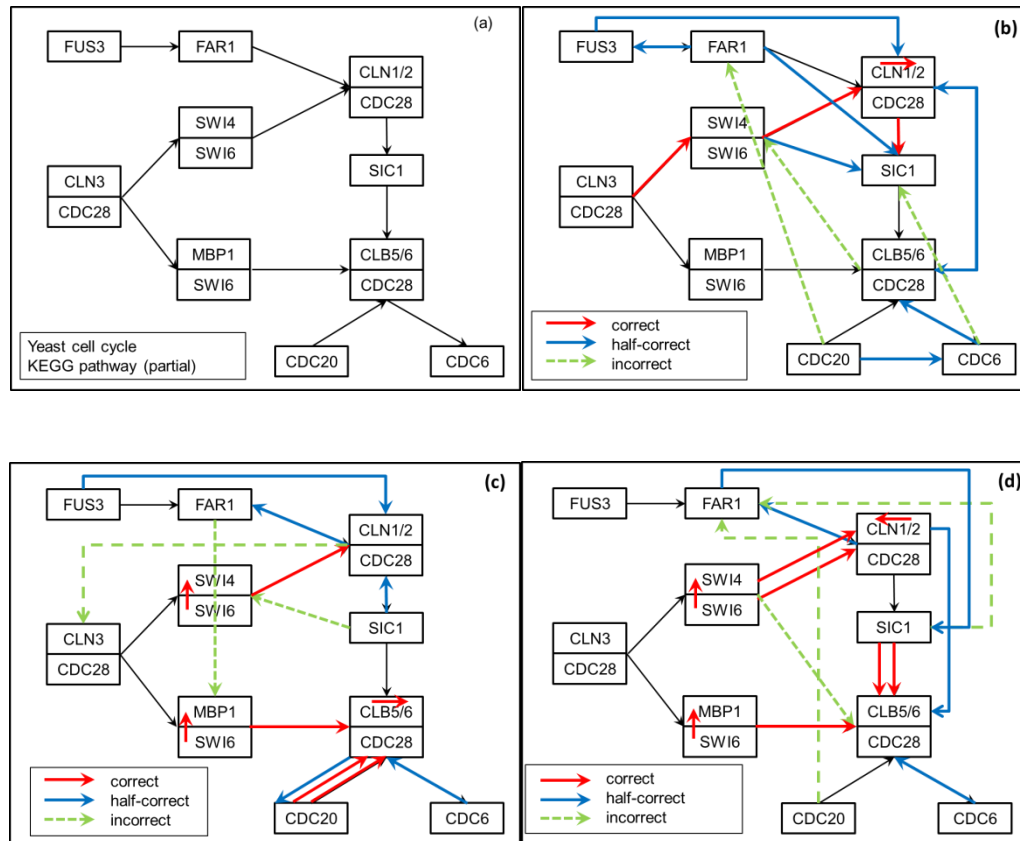 (a)
FUS3
FAR1
CLN1/2
CDC28
SWI4
SWI6
SIC1
CLN3
CDC28
MBP1
SWI6
CLB5/6
CDC28
Yeast cell cycle
KEGG pathway (partial)
CDC20
CDC6
(b)
FUS3
FAR1
CLN1/2
CDC28
SWI4
SWI6
SIC1
CLN3
CDC28
MBP1
SWI6
CLB5/6
CDC28
correct
half-correct
incorrect
CDC20
CDC6
(c)
FUS3
FAR1
CLN1/2
CDC28
SWI4
SWI6
SIC1
CLN3
CDC28
MBP1
SWI6
CLB5/6
CDC28
correct
half-correct
incorrect
CDC20
CDC6
(d)
FUS3
FAR1
CLN1/2
CDC28
SWI4
SWI6
SIC1
CLN3
CDC28
MBP1
SWI6
CLB5/6
CDC28
correct
half-correct
incorrect
CDC20
CDC6